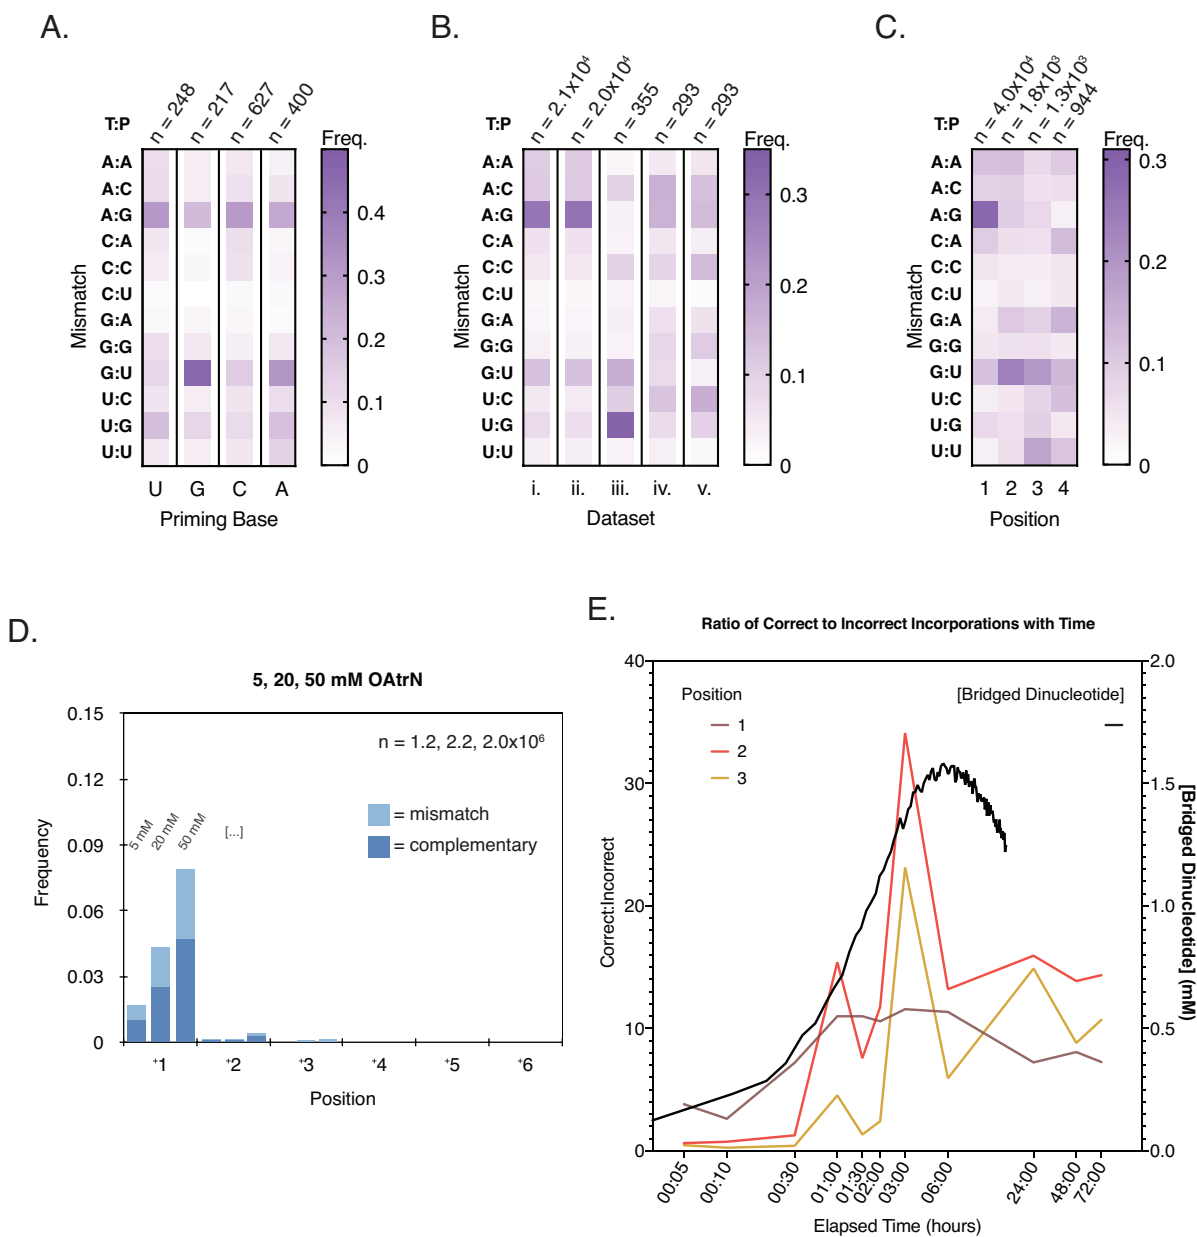 A.
n = 248
n = 217
n = 627
n = 400
T:P
Freq.
Mismatch
A:A
A:C
A:G
C:A
C:C
C:U
G:A
G:G
G:U
U:C
U:G
U:U
0.4
0.3
0.2
0.1
0
U G C A
Priming Base
B.
n = 2.1x10⁴
n = 2.0x10⁴
n = 355
n = 293
n = 293
T:P
Freq.
Mismatch
A:A
A:C
A:G
C:A
C:C
C:U
G:A
G:G
G:U
U:C
U:G
U:U
0.3
0.2
0.1
0
i. ii. iii. iv. v.
Dataset
C.
n = 4.0x10⁴
n = 1.8x10³
n = 1.3x10³
n = 944
T:P
Freq.
Mismatch
A:A
A:C
A:G
C:A
C:C
C:U
G:A
G:G
G:U
U:C
U:G
U:U
0.3
0.2
0.1
0
1 2 3 4
Position
D.
5, 20, 50 mM OAtrN
n = 1.2, 2.2, 2.0x10⁶
= mismatch
= complementary
5 mM
20 mM
50 mM
[...]
Frequency
0.15
0.12
0.09
0.06
0.03
0
⁺1 ⁺2 ⁺3 ⁺4 ⁺5 ⁺6
Position
E.
Ratio of Correct to Incorrect Incorporations with Time
Position
1
2
3
[Bridged Dinucleotide]
Correct:Incorrect
40
30
20
10
0
2.0
1.5
1.0
0.5
0.0
[Bridged Dinucleotide] (mM)
00:05 00:10 00:30 01:00 01:30 02:00 03:00 06:00 24:00 48:00 72:00
Elapsed Time (hours)